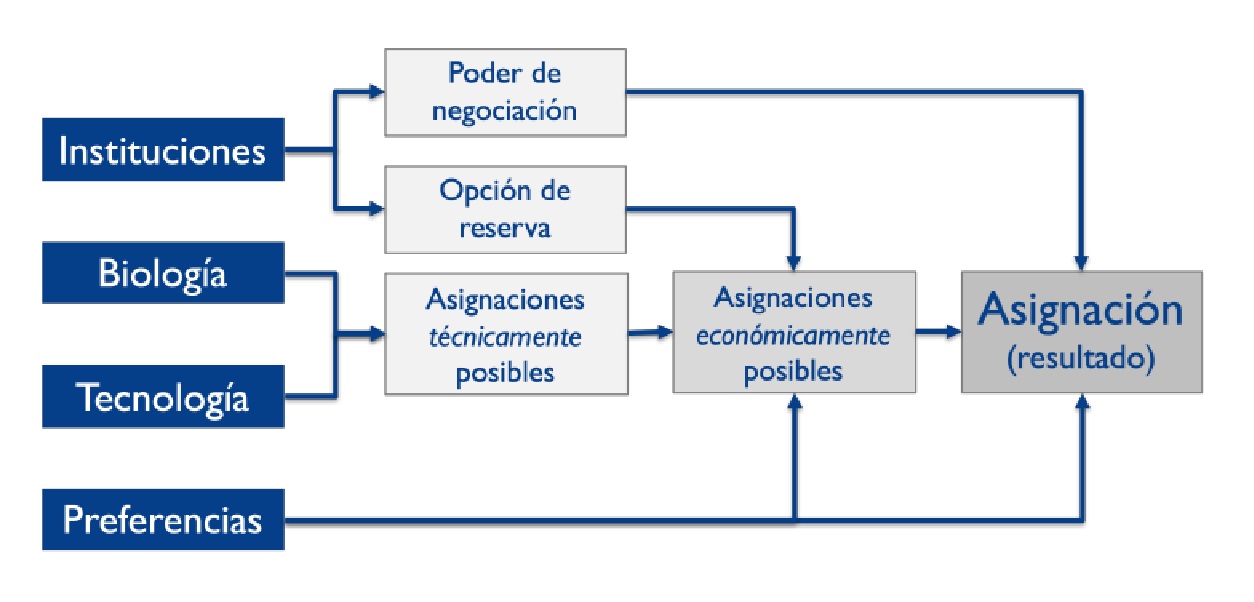 Poder de
negociación
Instituciones
Opción de
reserva
Biología
Asignaciones
técnicamente
posibles
Asignaciones
económicamente
posibles
Asignación
(resultado)
Tecnología
Preferencias